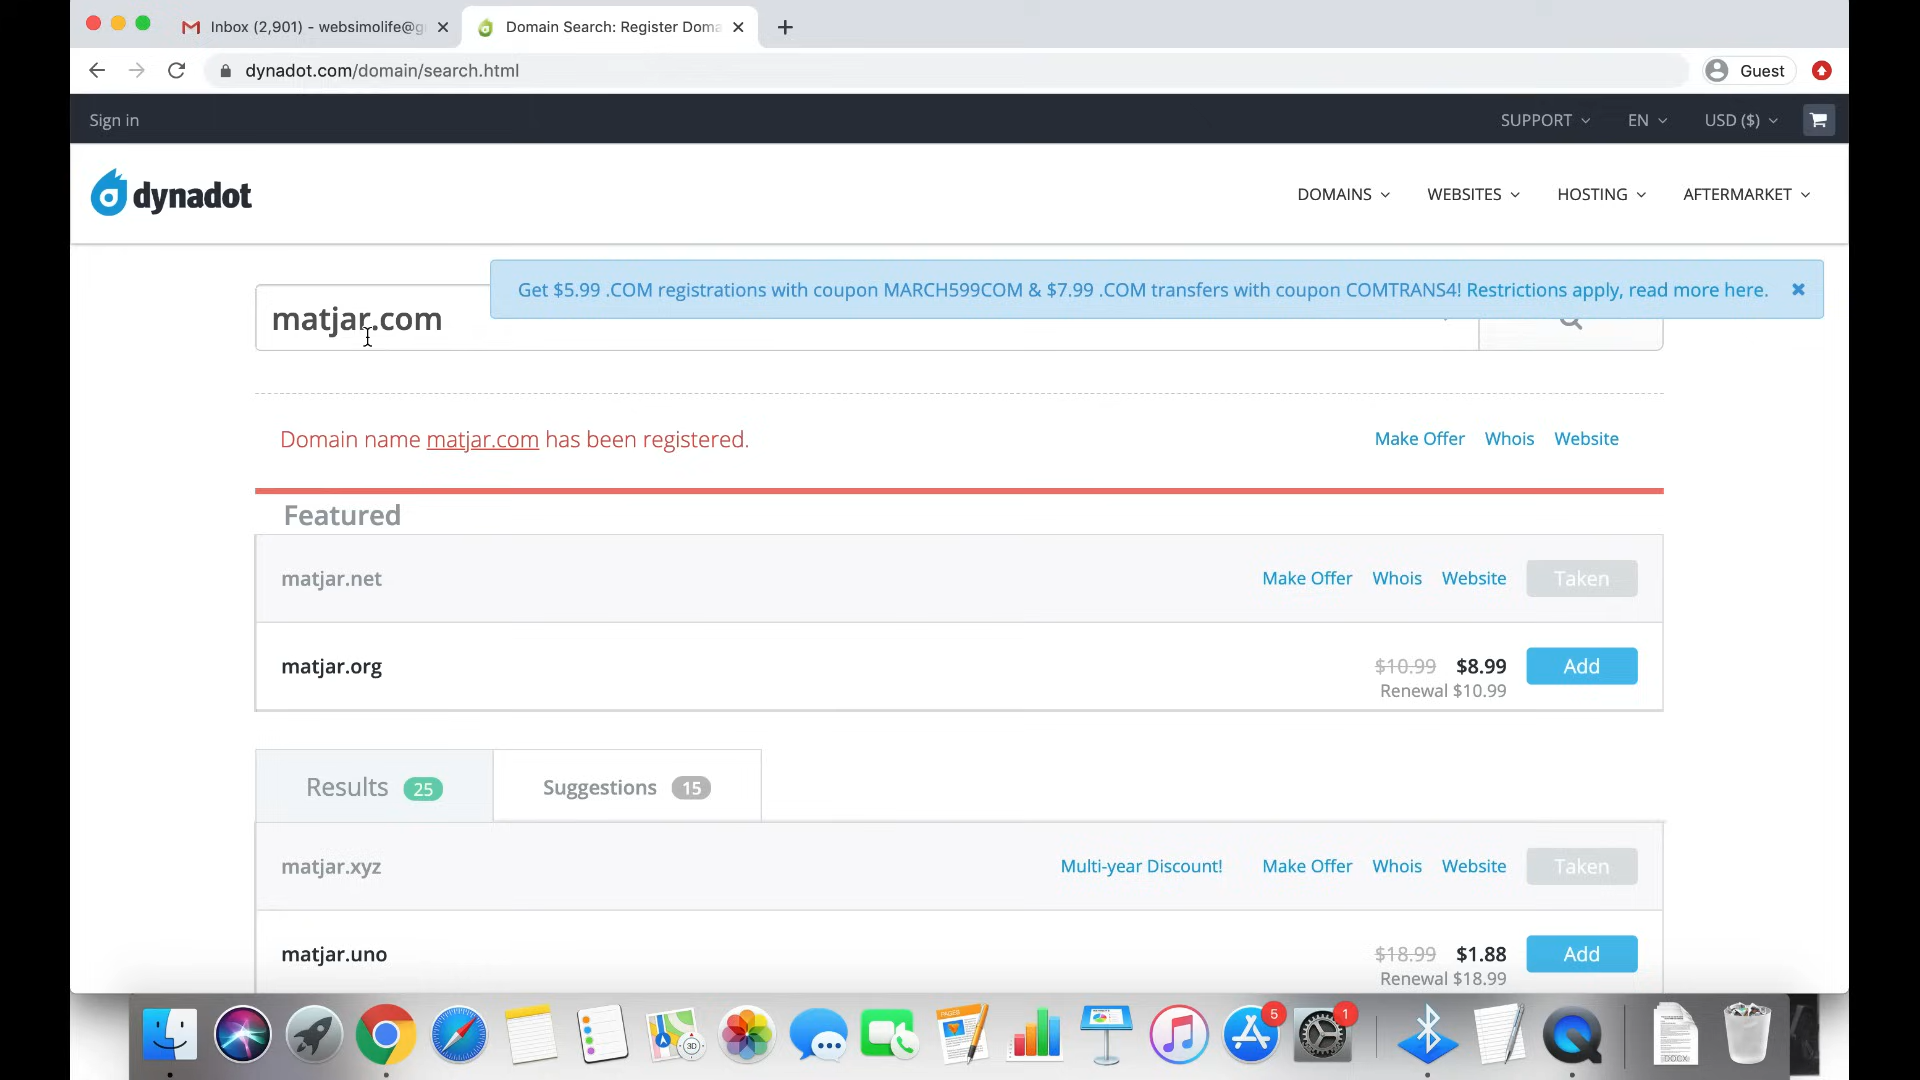 Inbox (2,901) - websimolife@g
Domain Search: Register Doma
dynadot.com/domain/search.html
Guest
Sign in
SUPPORT
EN
USD ($)
dynadot
DOMAINS
WEBSITES
HOSTING
AFTERMARKET
Get $5.99 .COM registrations with coupon MARCH599COM & $7.99 .COM transfers with coupon COMTRANS4! Restrictions apply, read more here.
matjar.com
Domain name matjar.com has been registered.
Make Offer Whois Website
Featured
matjar.net
Make Offer Whois Website Taken
matjar.org
$10.99 $8.99 Add
Renewal $10.99
Results 25
Suggestions 15
matjar.xyz
Multi-year Discount! Make Offer Whois Website Taken
matjar.uno
$18.99 $1.88 Add
Renewal $18.99
3D
PAGES
5
1
DOCX